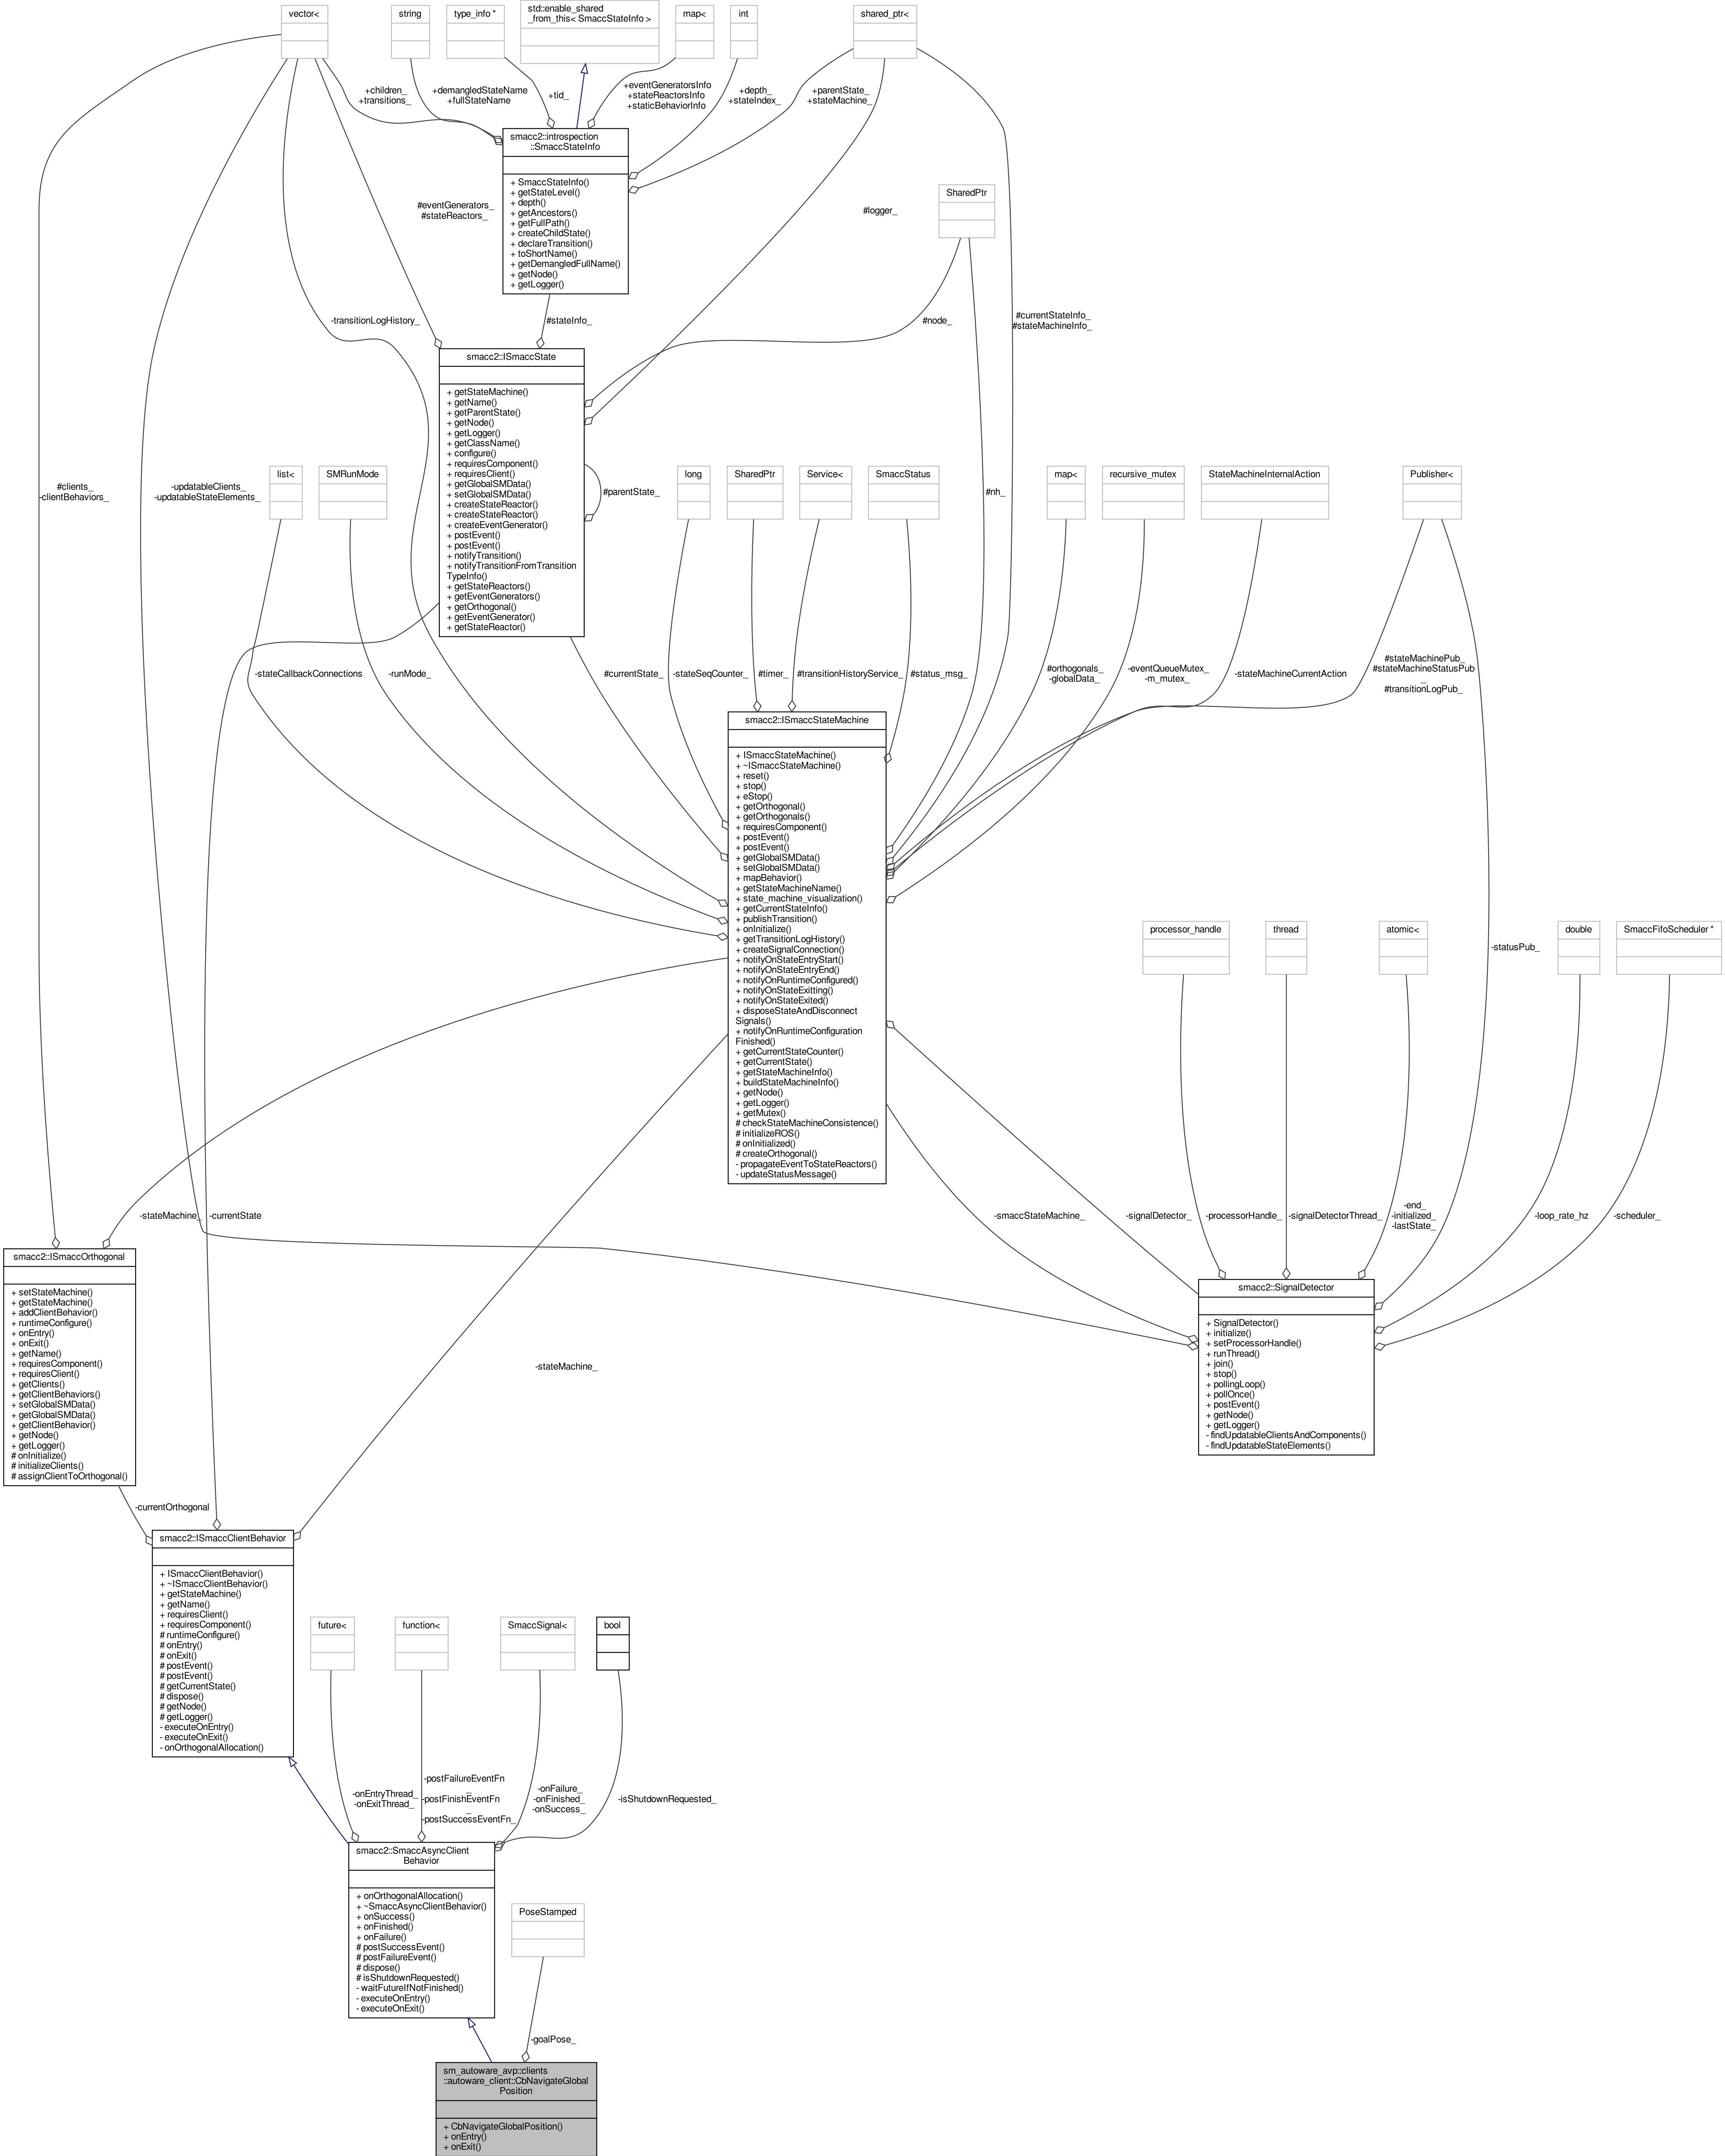 vector<
string
type_info *
std::enable_shared
_from_this< SmaccStateInfo >
map<
int
shared_ptr<
+children_
+transitions_
+demangledStateName
+fullStateName
+tid_
+eventGeneratorsInfo
+stateReactorsInfo
+staticBehaviorInfo
+depth_
+stateIndex_
+parentState_
+stateMachine_
smacc2::introspection
::SmaccStateInfo
+ SmaccStateInfo()
+ getStateLevel()
+ depth()
+ getAncestors()
+ getFullPath()
+ createChildState()
+ declareTransition()
+ toShortName()
+ getDemangledFullName()
+ getNode()
+ getLogger()
SharedPtr
#eventGenerators_
#stateReactors_
#logger_
-transitionLogHistory_
#stateInfo_
#node_
#currentStateInfo_
#stateMachineInfo_
smacc2::ISmaccState
+ getStateMachine()
+ getName()
+ getParentState()
+ getNode()
+ getLogger()
+ getClassName()
+ configure()
+ requiresComponent()
+ requiresClient()
+ getGlobalSMData()
+ setGlobalSMData()
+ createStateReactor()
+ createStateReactor()
+ createEventGenerator()
+ postEvent()
+ postEvent()
+ notifyTransition()
+ notifyTransitionFromTransition
TypeInfo()
+ getStateReactors()
+ getEventGenerators()
+ getOrthogonal()
+ getEventGenerator()
+ getStateReactor()
#clients_
-clientBehaviors_
-updatableClients_
-updatableStateElements_
list<
SMRunMode
#parentState_
long
SharedPtr
Service<
SmaccStatus
#nh_
map<
recursive_mutex
StateMachineInternalAction
Publisher<
-stateCallbackConnections
-runMode_
#currentState_
-stateSeqCounter_
#timer_
#transitionHistoryService_
#status_msg_
#orthogonals_
-globalData_
-eventQueueMutex_
-m_mutex_
-stateMachineCurrentAction
#stateMachinePub_
#stateMachineStatusPub
_
#transitionLogPub_
smacc2::ISmaccStateMachine
+ ISmaccStateMachine()
+ ~ISmaccStateMachine()
+ reset()
+ stop()
+ eStop()
+ getOrthogonal()
+ getOrthogonals()
+ requiresComponent()
+ postEvent()
+ postEvent()
+ getGlobalSMData()
+ setGlobalSMData()
+ mapBehavior()
+ getStateMachineName()
+ state_machine_visualization()
+ getCurrentStateInfo()
+ publishTransition()
+ onInitialize()
+ getTransitionLogHistory()
+ createSignalConnection()
+ notifyOnStateEntryStart()
+ notifyOnStateEntryEnd()
+ notifyOnRuntimeConfigured()
+ notifyOnStateExitting()
+ notifyOnStateExited()
+ disposeStateAndDisconnect
Signals()
+ notifyOnRuntimeConfiguration
Finished()
+ getCurrentStateCounter()
+ getCurrentState()
+ getStateMachineInfo()
+ buildStateMachineInfo()
+ getNode()
+ getLogger()
+ getMutex()
# checkStateMachineConsistence()
# initializeROS()
# onInitialized()
# createOrthogonal()
- propagateEventToStateReactors()
- updateStatusMessage()
processor_handle
thread
atomic<
-statusPub_
double
SmaccFifoScheduler *
-stateMachine_
-currentState
-smaccStateMachine_
-signalDetector_
-processorHandle_
-signalDetectorThread_
-end_
-initialized_
-lastState_
-loop_rate_hz
-scheduler_
smacc2::ISmaccOrthogonal
+ setStateMachine()
+ getStateMachine()
+ addClientBehavior()
+ runtimeConfigure()
+ onEntry()
+ onExit()
+ getName()
+ requiresComponent()
+ requiresClient()
+ getClients()
+ getClientBehaviors()
+ setGlobalSMData()
+ getGlobalSMData()
+ getClientBehavior()
+ getNode()
+ getLogger()
# onInitialize()
# initializeClients()
# assignClientToOrthogonal()
-stateMachine_
smacc2::SignalDetector
+ SignalDetector()
+ initialize()
+ setProcessorHandle()
+ runThread()
+ join()
+ stop()
+ pollingLoop()
+ pollOnce()
+ postEvent()
+ getNode()
+ getLogger()
- findUpdatableClientsAndComponents()
- findUpdatableStateElements()
-currentOrthogonal
smacc2::ISmaccClientBehavior
+ ISmaccClientBehavior()
+ ~ISmaccClientBehavior()
+ getStateMachine()
+ getName()
+ requiresClient()
+ requiresComponent()
# runtimeConfigure()
# onEntry()
# onExit()
# postEvent()
# postEvent()
# getCurrentState()
# dispose()
# getNode()
# getLogger()
- executeOnEntry()
- executeOnExit()
- onOrthogonalAllocation()
future<
function<
SmaccSignal<
bool
-onEntryThread_
-onExitThread_
-postFailureEventFn
_
-postFinishEventFn
_
-postSuccessEventFn_
-onFailure_
-onFinished_
-onSuccess_
-isShutdownRequested_
smacc2::SmaccAsyncClient
Behavior
+ onOrthogonalAllocation()
+ ~SmaccAsyncClientBehavior()
+ onSuccess()
+ onFinished()
+ onFailure()
# postSuccessEvent()
# postFailureEvent()
# dispose()
# isShutdownRequested()
- waitFutureIfNotFinished()
- executeOnEntry()
- executeOnExit()
PoseStamped
-goalPose_
sm_autoware_avp::clients
::autoware_client::CbNavigateGlobal
Position
+ CbNavigateGlobalPosition()
+ onEntry()
+ onExit()